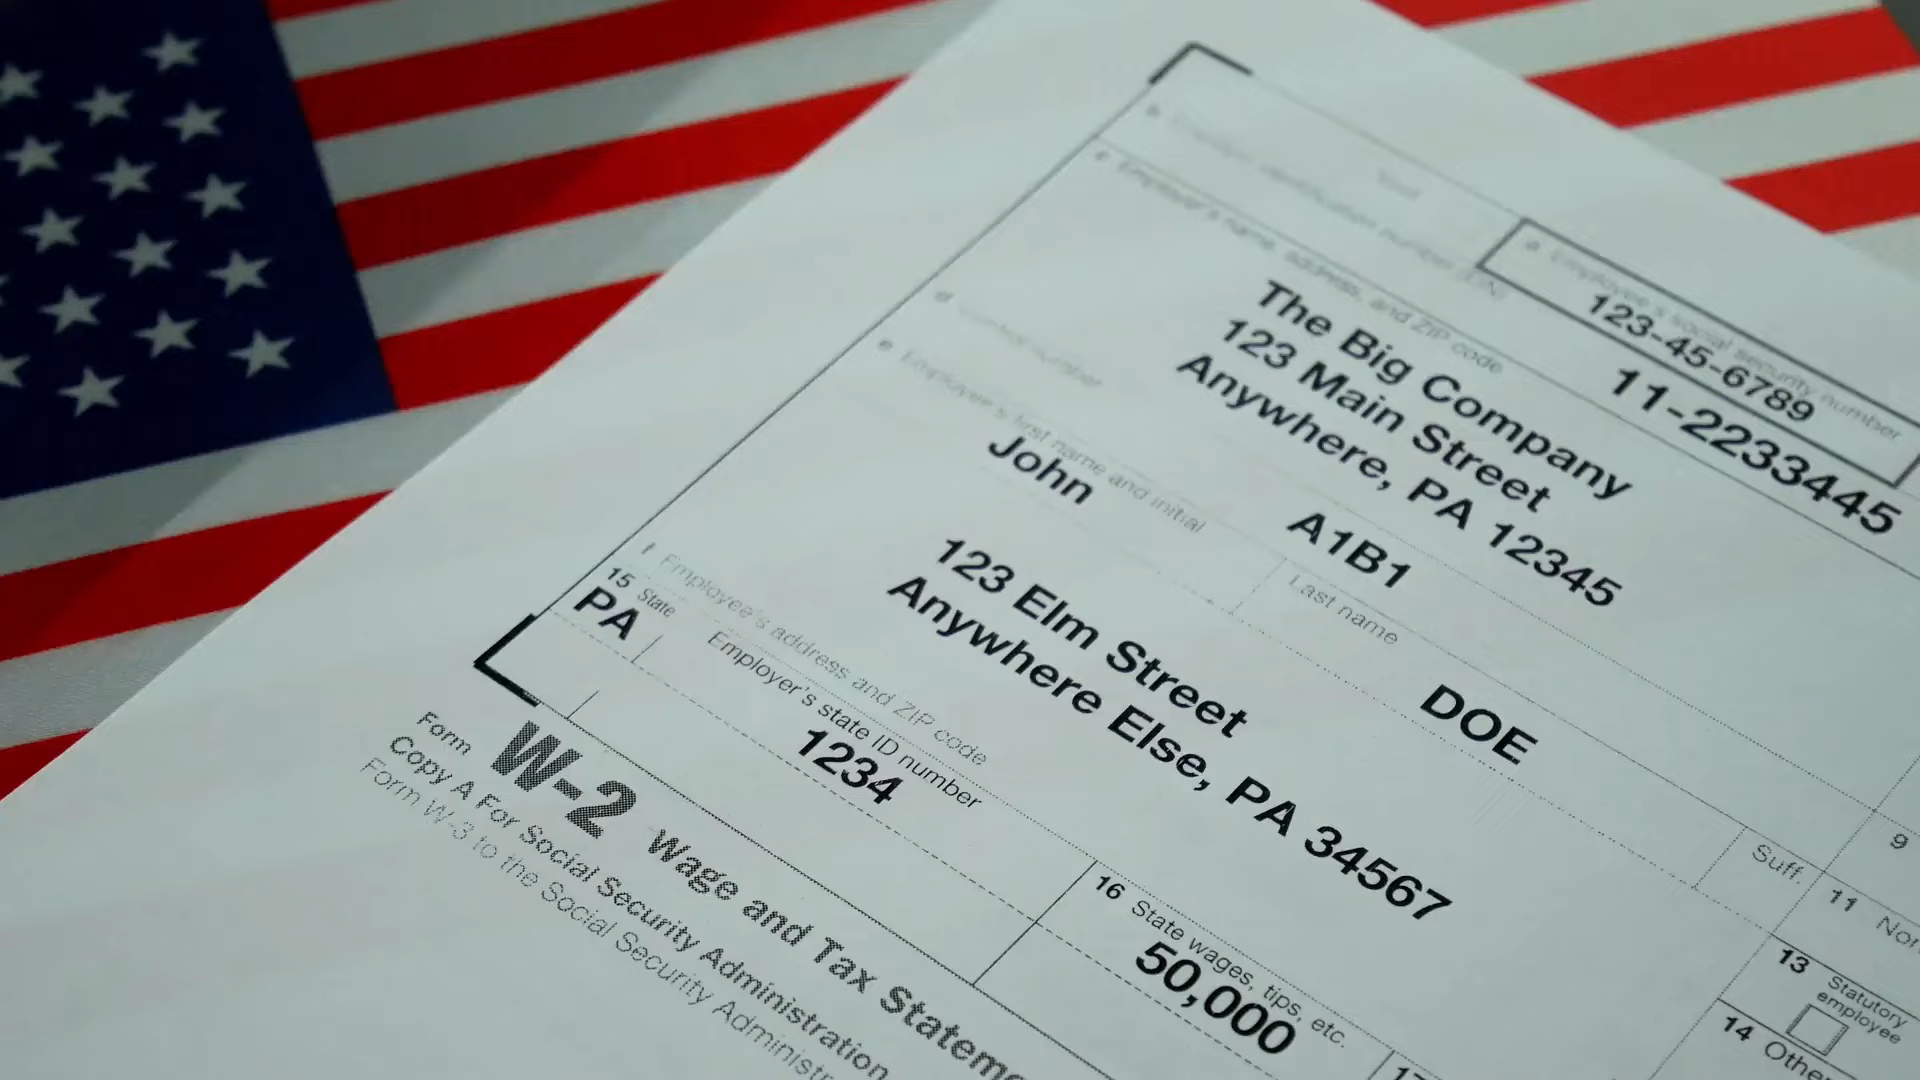 Void
a Employee's social security number
123-45-6789
b Employer identification number (EIN)
11-2233445
c Employer's name, address, and ZIP code
The Big Company
123 Main Street
Anywhere, PA 12345
d Control number
A1B1
e Employee's first name and initial
Last name
Suff.
John
DOE
123 Elm Street
Anywhere Else, PA 34567
f Employee's address and ZIP code
9
11
13 Statutory
employee
14
15 State
Employer's state ID number
16 State wages, tips, etc.
17
PA
1234
50,000
Form W-2 Wage and Tax
Copy A For Social Security Administration
Form W-3 to the Social Security